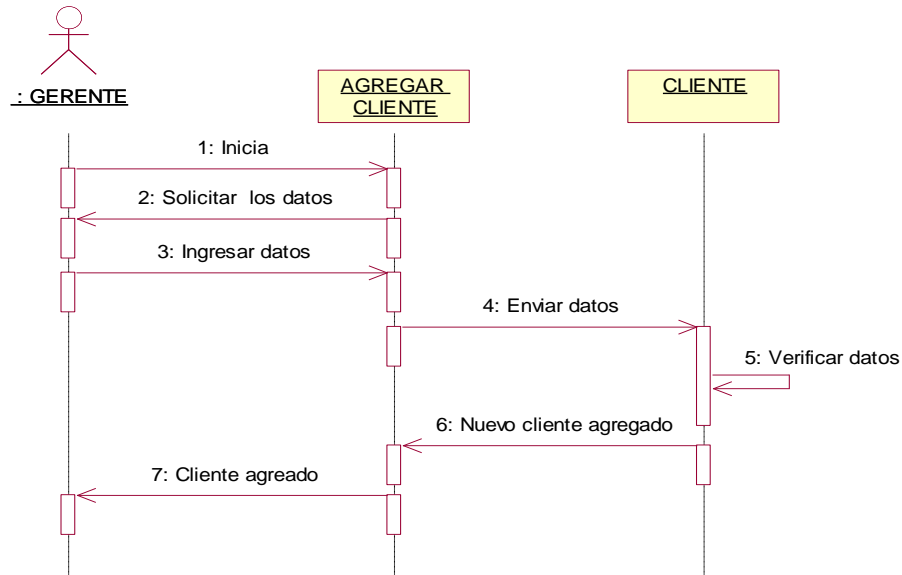 : GERENTE
AGREGAR
CLIENTE
CLIENTE
1: Inicia
2: Solicitar los datos
3: Ingresar datos
4: Enviar datos
5: Verificar datos
6: Nuevo cliente agregado
7: Cliente agreado